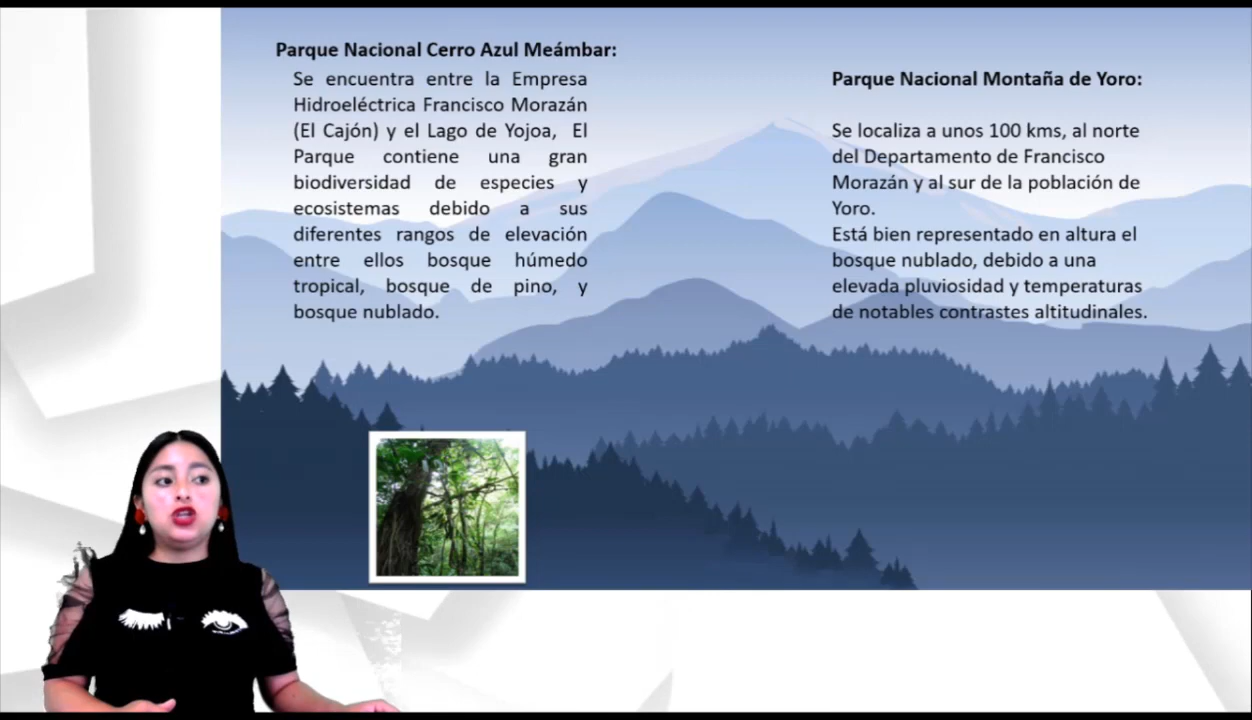 Parque Nacional Cerro Azul Meámbar:
Se encuentra entre la Empresa
Hidroeléctrica Francisco Morazán
(El Cajón) y el Lago de Yojoa, El
Parque contiene una gran
biodiversidad de especies y
ecosistemas debido a sus
diferentes rangos de elevación
entre ellos bosque húmedo
tropical, bosque de pino, y
bosque nublado.
Parque Nacional Montaña de Yoro:
Se localiza a unos 100 kms, al norte
del Departamento de Francisco
Morazán y al sur de la población de
Yoro.
Está bien representado en altura el
bosque nublado, debido a una
elevada pluviosidad y temperaturas
de notables contrastes altitudinales.